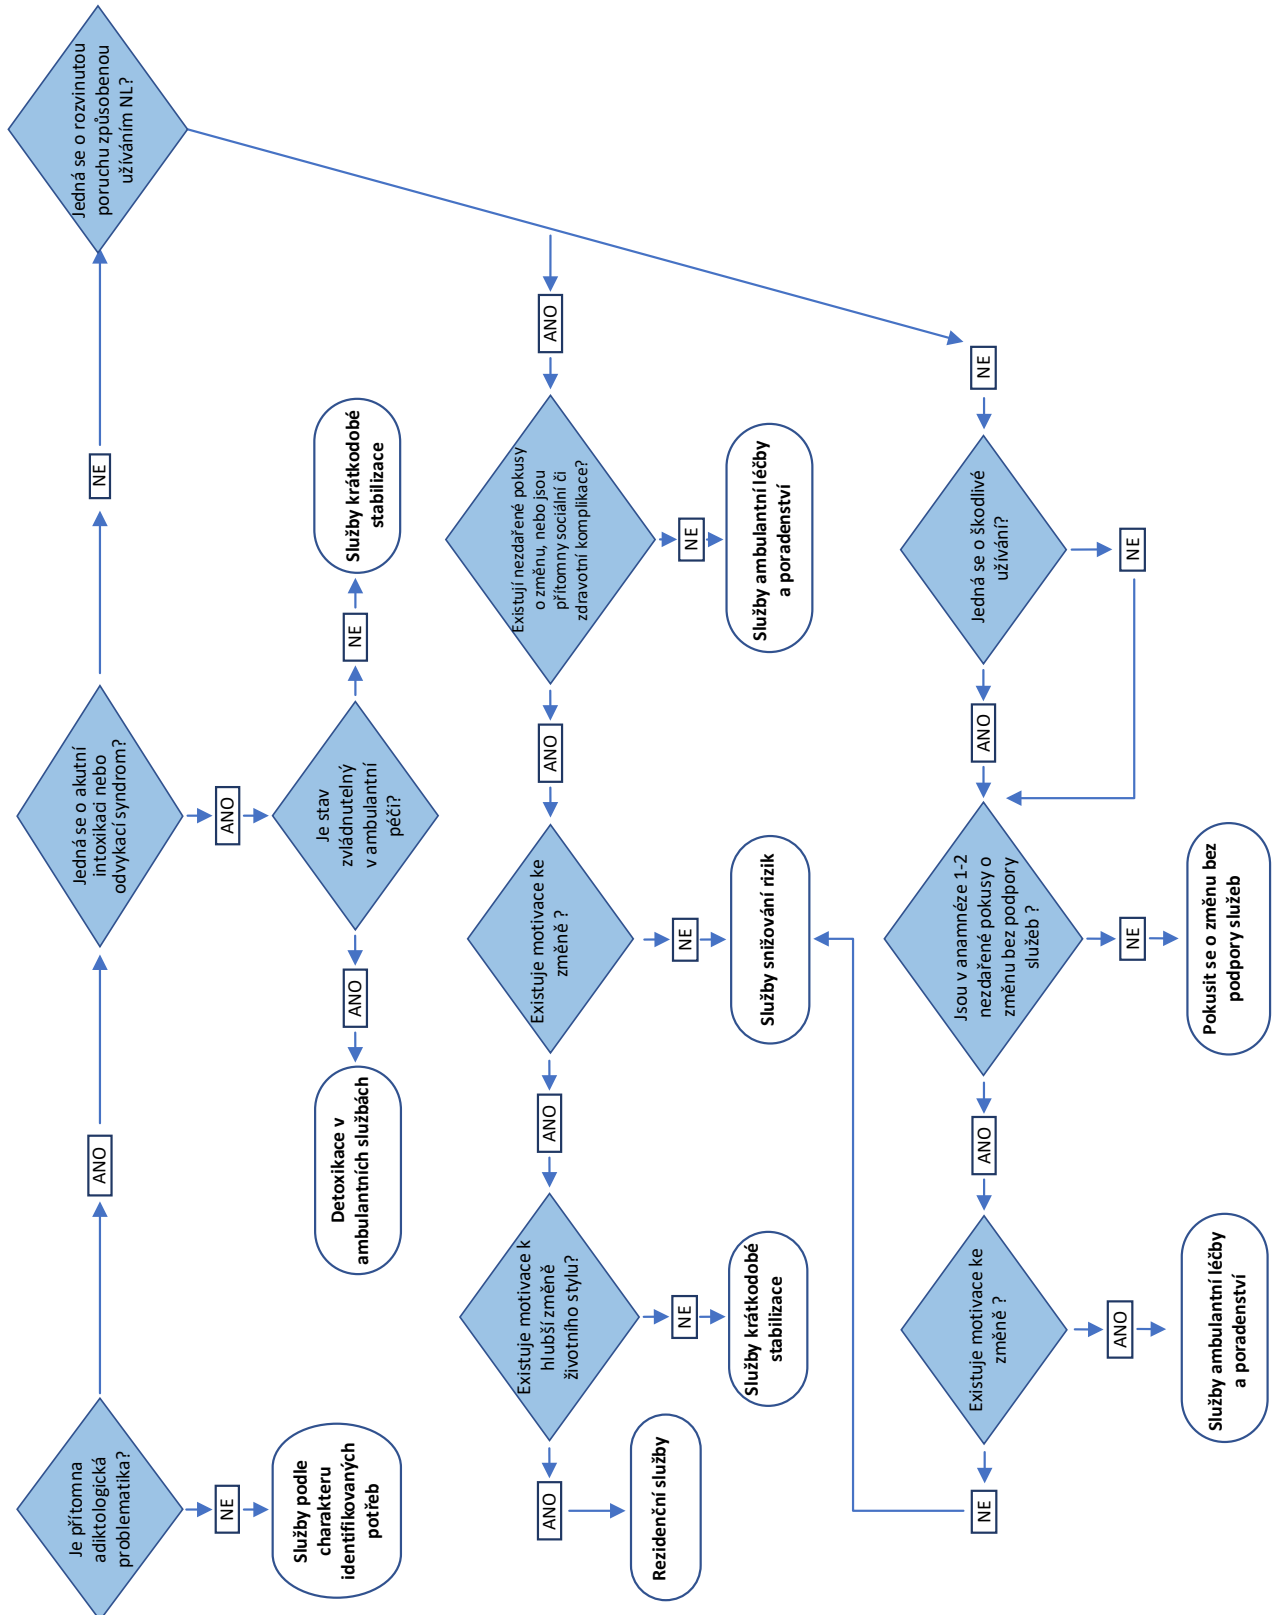 Je přítomna
adiktologická
problematika?
NE
Služby podle
charakteru
identifikovaných
potřeb
ANO
Jedná se o akutní
intoxikaci nebo
odvykací syndrom?
ANO
Je stav
zvládnutelný
v ambulantní
péči?
ANO
Detoxikace v
ambulantních službách
NE
Služby krátkodobé
stabilizace
NE
Jedná se o rozvinutou
poruchu způsobenou
užíváním NL?
ANO
Existují nezdařené pokusy
o změnu, nebo jsou
přítomny sociální či
zdravotní komplikace?
NE
Služby ambulantní léčby
a poradenství
ANO
Existuje motivace ke
změně ?
NE
Služby snižování rizik
ANO
Existuje motivace k
hlubší změně
životního stylu?
NE
Služby krátkodobé
stabilizace
ANO
Rezidenční služby
NE
Jedná se o škodlivé
užívání?
NE
ANO
Jsou v anamnéze 1-2
nezdařené pokusy o
změnu bez podpory
služeb ?
NE
Pokusit se o změnu bez
podpory služeb
ANO
Existuje motivace ke
změně ?
ANO
Služby ambulantní léčby
a poradenství
NE